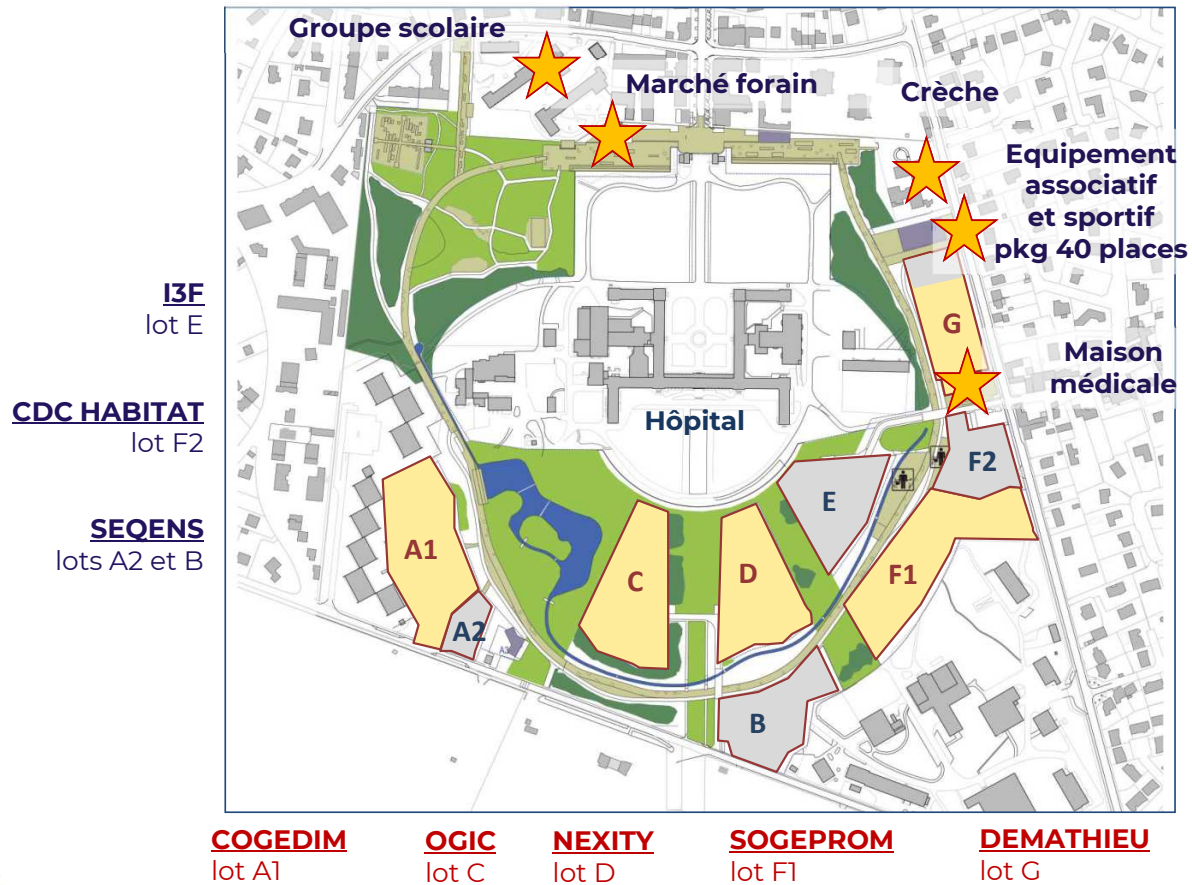 Groupe scolaire
Marché forain
Crèche
Equipement
associatif
et sportif
pkg 40 places
I3F
lot E
G
Maison
médicale
CDC HABITAT
lot F2
Hôpital
F2
E
SEQENS
lots A2 et B
A1
C
D
F1
A2
A3
B
COGEDIM
lot A1
OGIC
lot C
NEXITY
lot D
SOGEPROM
lot F1
DEMATHIEU
lot G